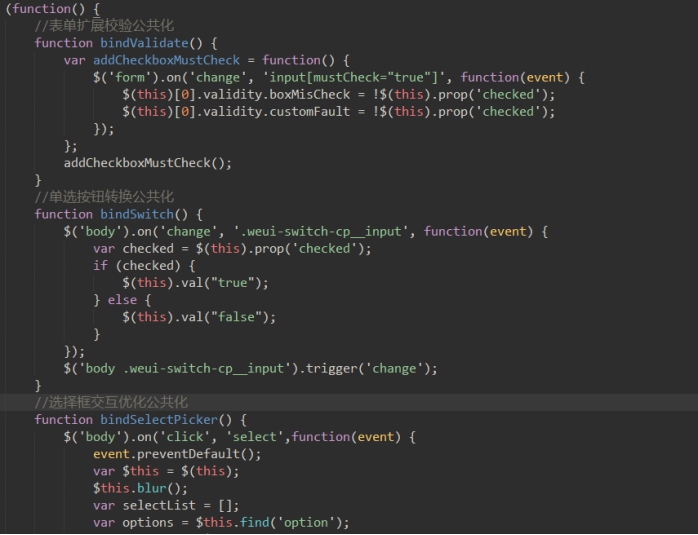 (function() {
    //表单扩展校验公共化
    function bindValidate() {
        var addCheckboxMustCheck = function() {
            $('form').on('change', 'input[mustCheck="true"]', function(event) {
                $(this)[0].validity.boxMisCheck = !$(this).prop('checked');
                $(this)[0].validity.customFault = !$(this).prop('checked');
            });
        };
        addCheckboxMustCheck();
    }
    //单选按钮转换公共化
    function bindSwitch() {
        $('body').on('change', '.weui-switch-cp__input', function(event) {
            var checked = $(this).prop('checked');
            if (checked) {
                $(this).val("true");
            } else {
                $(this).val("false");
            }
        });
        $('body .weui-switch-cp__input').trigger('change');
    }
    //选择框交互优化公共化
    function bindSelectPicker() {
        $('body').on('click', 'select',function(event) {
            event.preventDefault();
            var $this = $(this);
            $this.blur();
            var selectList = [];
            var options = $this.find('option');